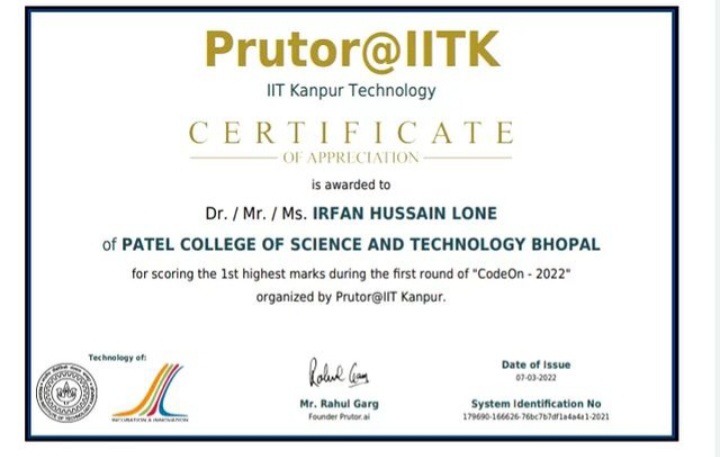 Prutor@IITK
IIT Kanpur Technology
CERTIFICATE
OF APPRECIATION
is awarded to
Dr. / Mr. / Ms. IRFAN HUSSAIN LONE
of PATEL COLLEGE OF SCIENCE AND TECHNOLOGY BHOPAL
for scoring the 1st highest marks during the first round of "CodeOn - 2022"
organized by Prutor@IIT Kanpur.
Technology of:
INCUBATION & INNOVATION
Rahul Garg
Mr. Rahul Garg
Founder Prutor.ai
Date of Issue
07-03-2022
System Identification No
179690-166626-76bc7b7df1a4a4a1-2021